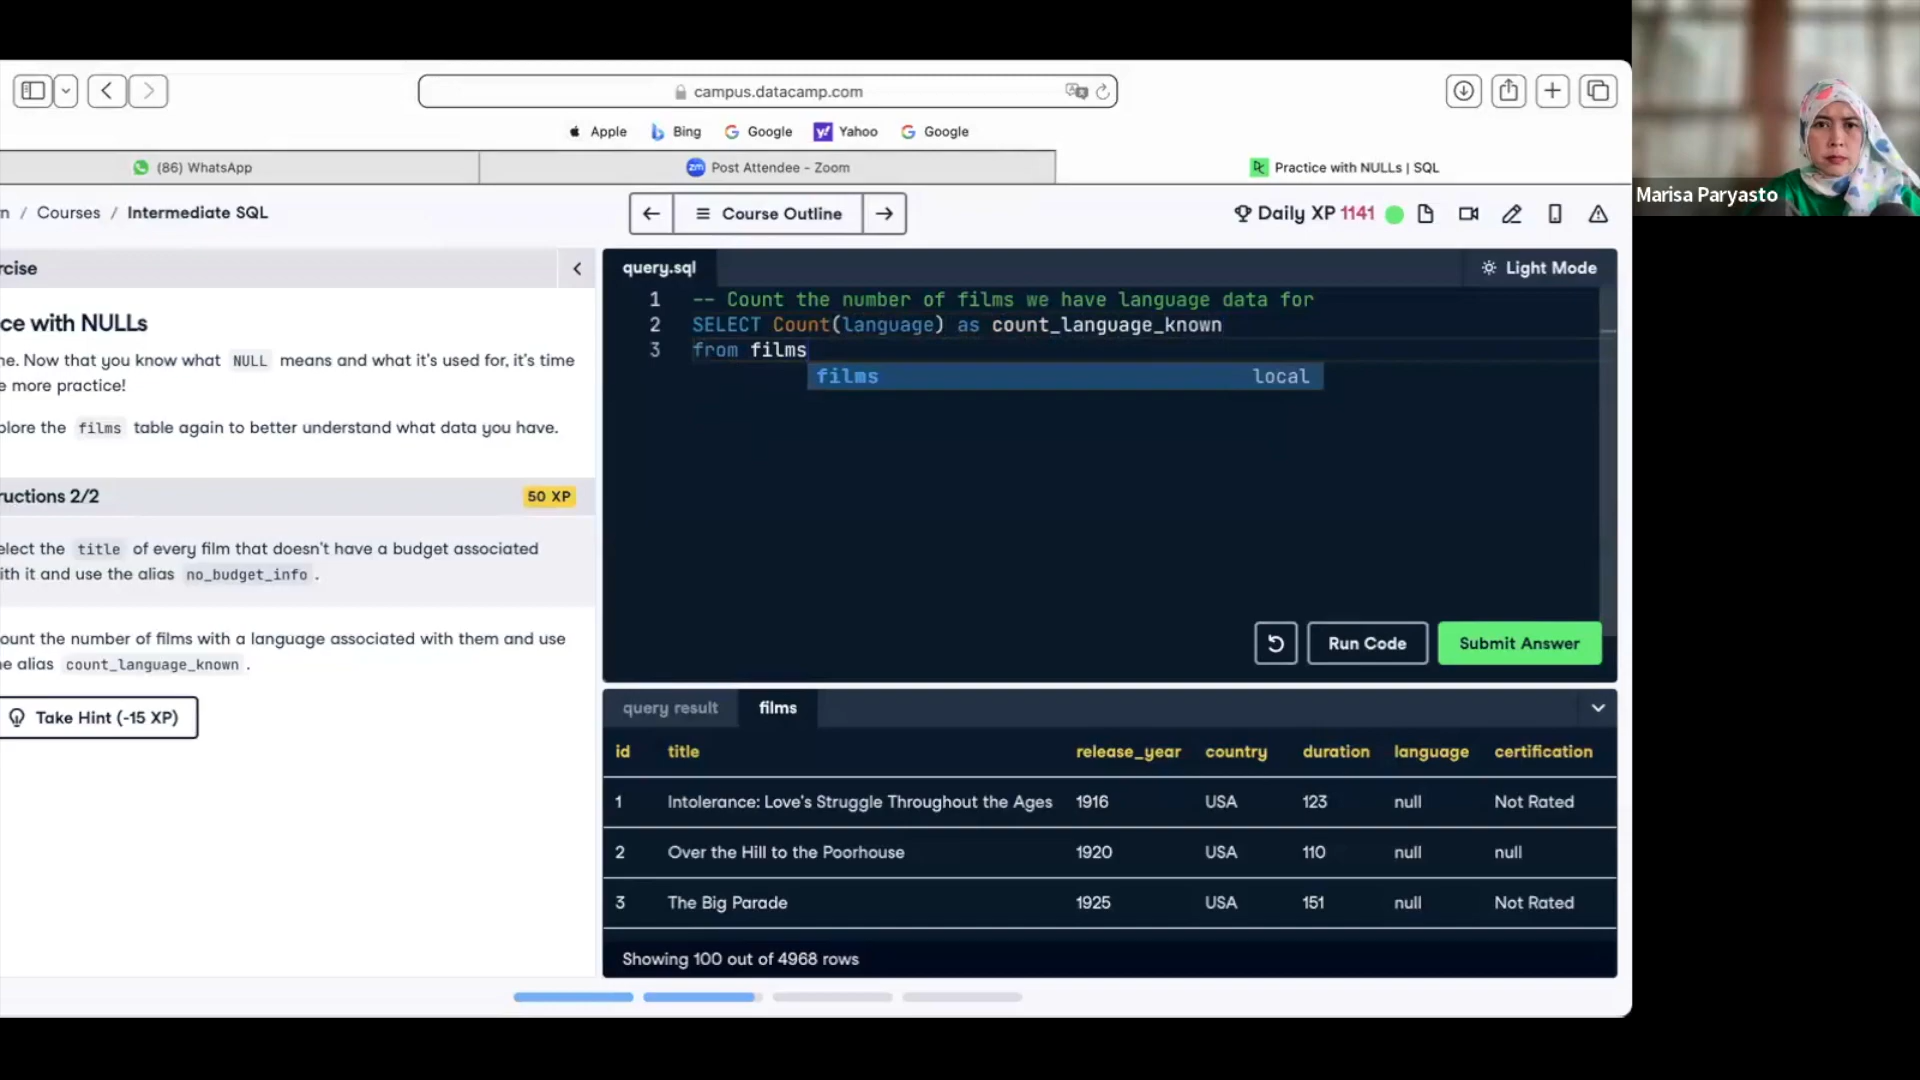 campus.datacamp.com
Apple
Bing
Google
Yahoo
Google
(86) WhatsApp
Post Attendee - Zoom
Practice with NULLs | SQL
Marisa Paryasto
n / Courses / Intermediate SQL
Course Outline
Daily XP 1141
rcise
ce with NULLs
ne. Now that you know what NULL means and what it's used for, it's time
e more practice!
plore the films table again to better understand what data you have.
ructions 2/2
50 XP
elect the title of every film that doesn't have a budget associated
ith it and use the alias no_budget_info .
ount the number of films with a language associated with them and use
ne alias count_language_known .
Take Hint (-15 XP)
query.sql
Light Mode
1 -- Count the number of films we have language data for
2 SELECT Count(language) as count_language_known
3 from films
films local
Run Code
Submit Answer
query result
films
id title release_year country duration language certification
1 Intolerance: Love's Struggle Throughout the Ages 1916 USA 123 null Not Rated
2 Over the Hill to the Poorhouse 1920 USA 110 null null
3 The Big Parade 1925 USA 151 null Not Rated
Showing 100 out of 4968 rows